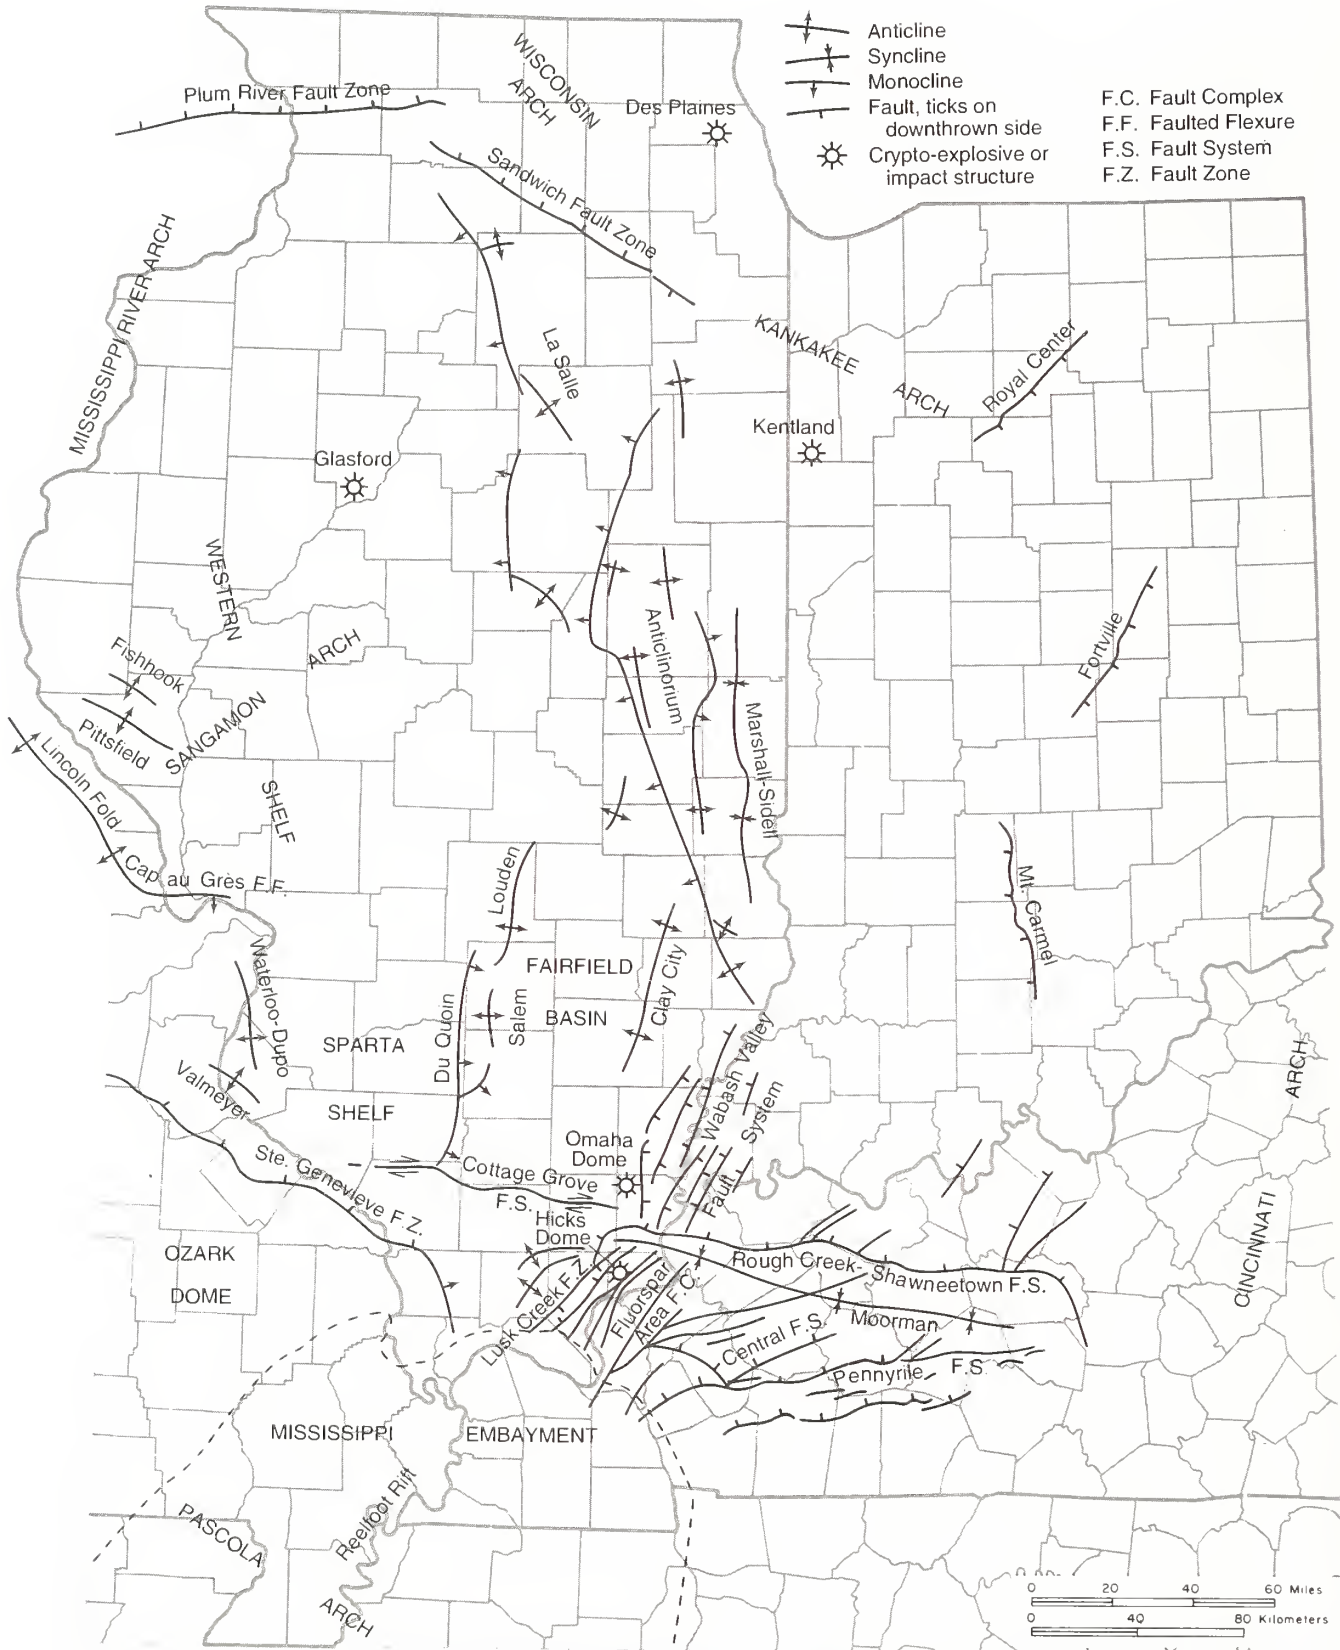 Anticline
Syncline
Monocline
Fault, ticks on
downthrown side
Crypto-explosive or
impact structure
F.C. Fault Complex
F.F. Faulted Flexure
F.S. Fault System
F.Z. Fault Zone
WISCONSIN
ARCH
Plum River Fault Zone
Des Plaines
Sandwich Fault Zone
MISSISSIPPI RIVER ARCH
La Salle
KANKAKEE
ARCH
Royal Center
Kentland
Glasford
WESTERN
ARCH
Fishhook
Pittsfield
SANGAMON
Anticlinorium
Fortville
Lincoln Fold
Marshall-Sidell
SHELF
Cap au Grès F.F.
Louden
Mt. Carmel
Waterloo-Dupo
FAIRFIELD
BASIN
Clay City
Salem
Du Quoin
SPARTA
SHELF
Valmeyer
Wabash Valley
Fault
System
ARCH
Omaha
Dome
Ste. Genevieve F.Z.
Cottage Grove
F.S.
Hicks
Dome
CINCINNATI
OZARK
DOME
Rough Creek-
Shawneetown F.S.
Lusk Creek F.Z.
Fluorspar
Area F.C.
Moorman
Central F.S.
Pennyrile
F.S.
MISSISSIPPI
EMBAYMENT
Reelfoot Rift
PASCOLA
ARCH
0 20 40 60 Miles
0 40 80 Kilometers